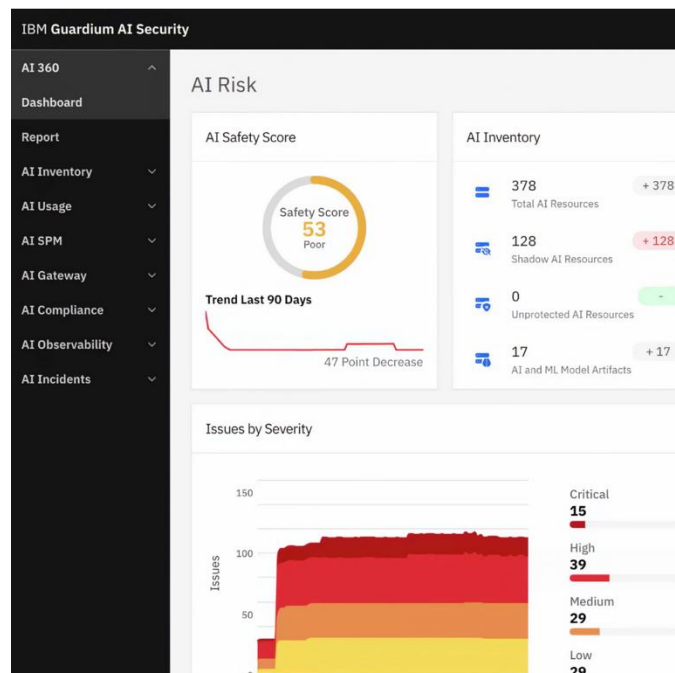 IBM Guardium AI Security
AI 360
Dashboard
Report
AI Inventory
AI Usage
AI SPM
AI Gateway
AI Compliance
AI Observability
AI Incidents
AI Risk
AI Safety Score
Safety Score
53
Poor
Trend Last 90 Days
47 Point Decrease
AI Inventory
378
+ 378
Total AI Resources
128
+ 128
Shadow AI Resources
0
-
Unprotected AI Resources
17
+ 17
AI and ML Model Artifacts
Issues by Severity
150
100
50
Issues
Critical
15
High
39
Medium
29
Low
29